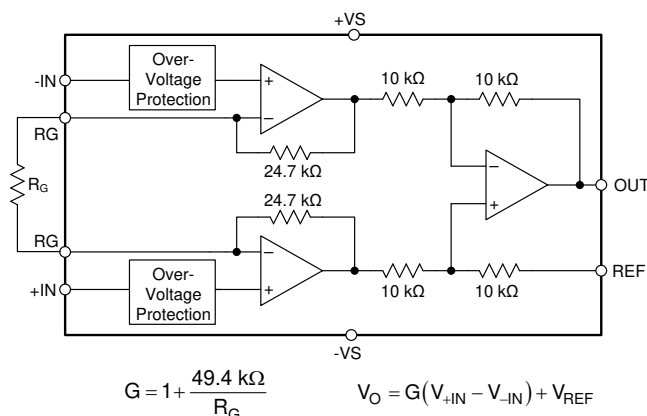 +VS
Over-
Voltage
Protection
-IN
+
10 kΩ
10 kΩ
RG
−
24.7 kΩ
RG
−
+
OUT
24.7 kΩ
RG
−
+
+IN
Over-
Voltage
Protection
10 kΩ
10 kΩ
REF
-VS
G = 1 + 49.4 kΩ / RG
VO = G(V+IN − V−IN) + VREF